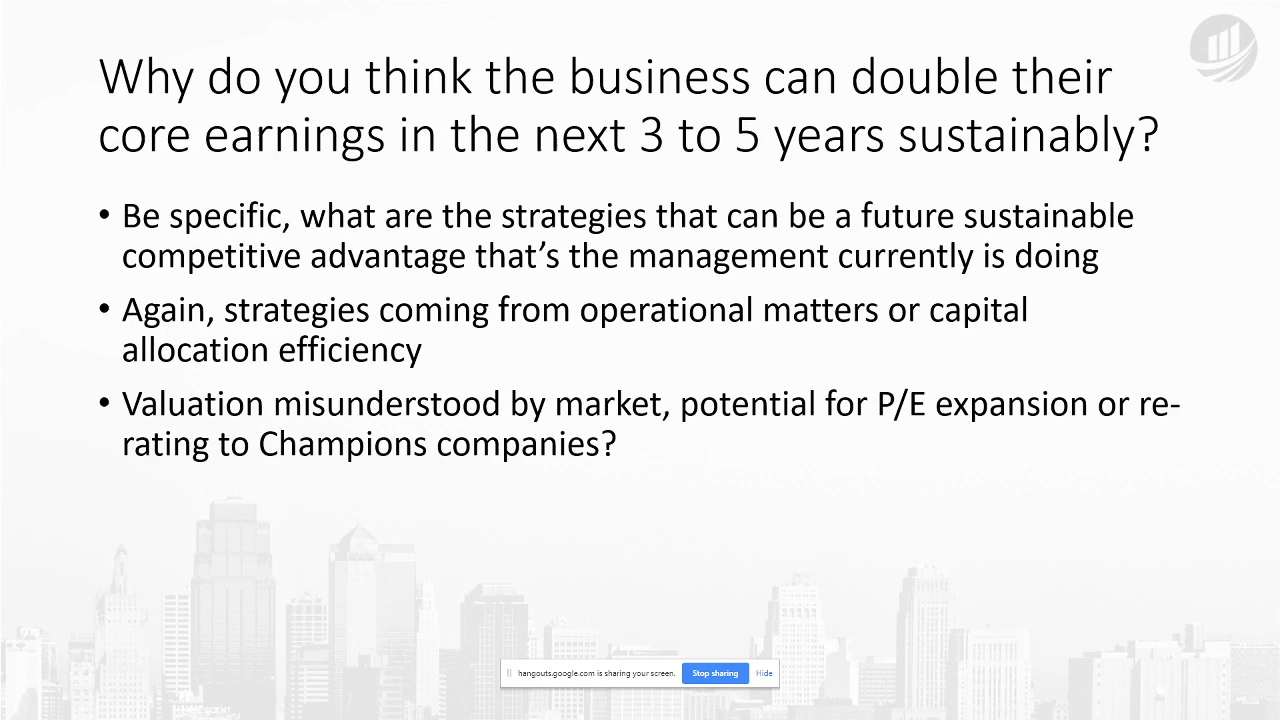 Why do you think the business can double their
core earnings in the next 3 to 5 years sustainably?
• Be specific, what are the strategies that can be a future sustainable
competitive advantage that's the management currently is doing
• Again, strategies coming from operational matters or capital
allocation efficiency
• Valuation misunderstood by market, potential for P/E expansion or re-
rating to Champions companies?
hangouts.google.com is sharing your screen. Stop sharing Hide